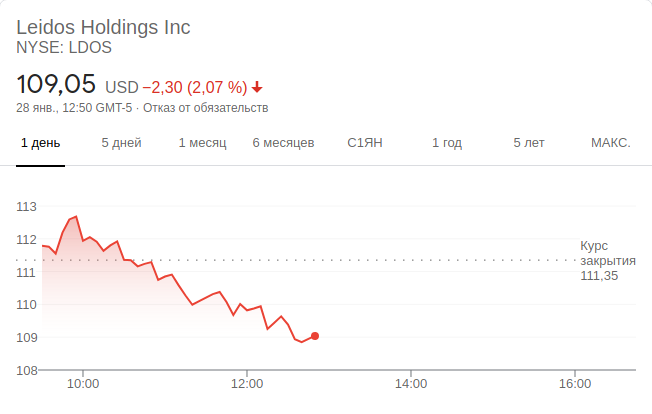 Leidos Holdings Inc
NYSE: LDOS
109,05 USD −2,30 (2,07 %)
28 янв., 12:50 GMT-5 · Отказ от обязательств
1 день 5 дней 1 месяц 6 месяцев С1ЯН 1 год 5 лет МАКС.
113
112
Курс
закрытия
111,35
111
110
109
108
10:00 12:00 14:00 16:00